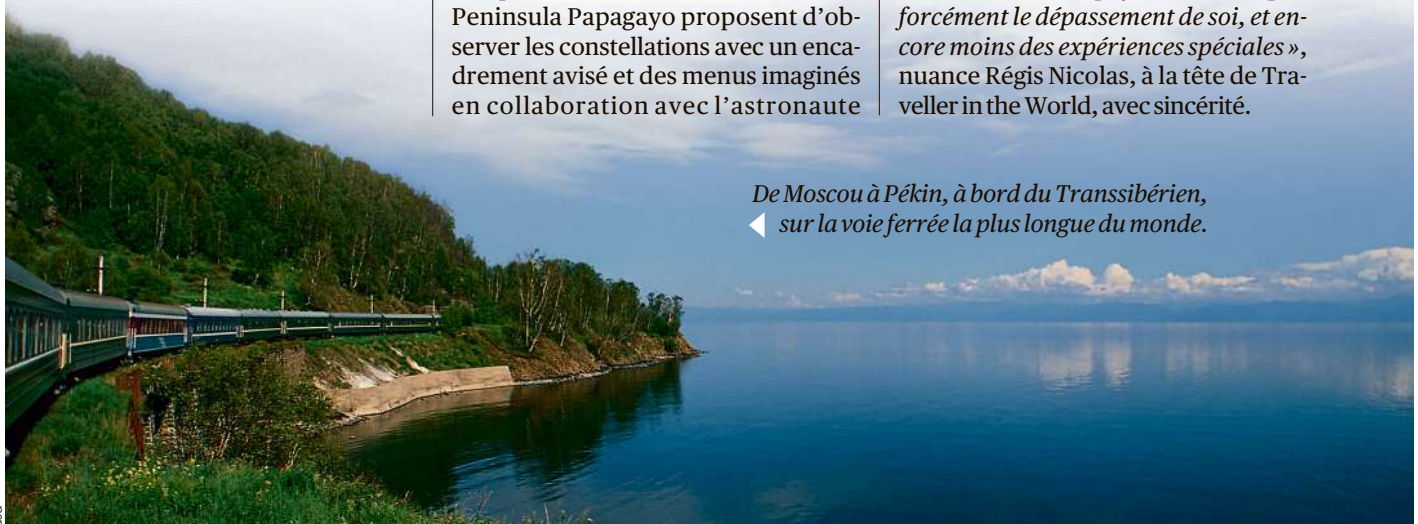 Peninsula Papagayo proposent d'ob-
server les constellations avec un enca-
drement avisé et des menus imaginés
en collaboration avec l'astronaute
forcément le dépassement de soi, et en-
core moins des expériences spéciales »,
nuance Régis Nicolas, à la tête de Tra-
veller in the World, avec sincérité.
De Moscou à Pékin, à bord du Transsibérien,
sur la voie ferrée la plus longue du monde.